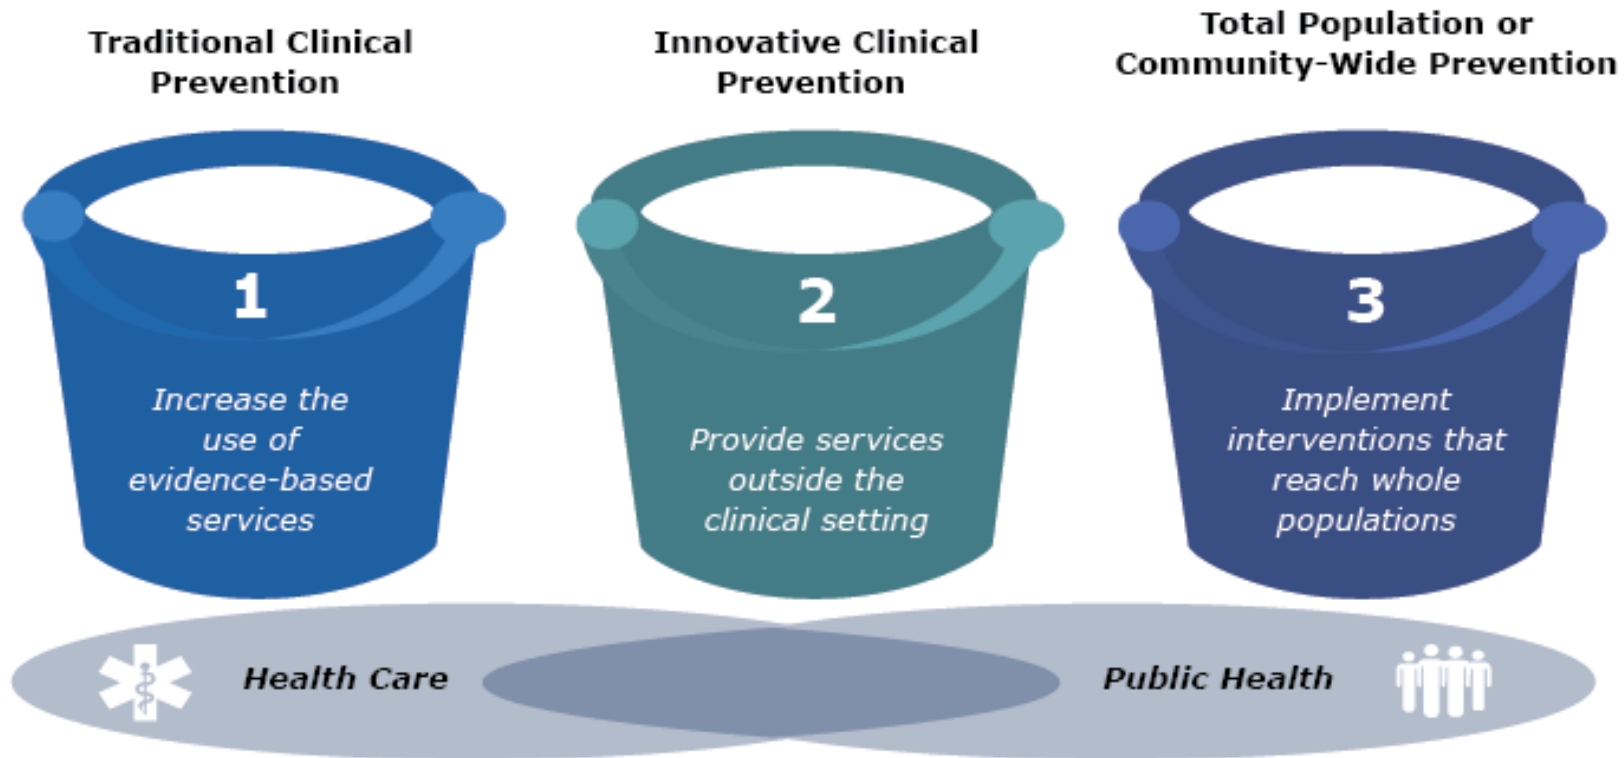 Traditional Clinical
Prevention
Innovative Clinical
Prevention
Total Population or
Community-Wide Prevention
1
Increase the
use of
evidence-based
services
2
Provide services
outside the
clinical setting
3
Implement
interventions that
reach whole
populations
Health Care
Public Health